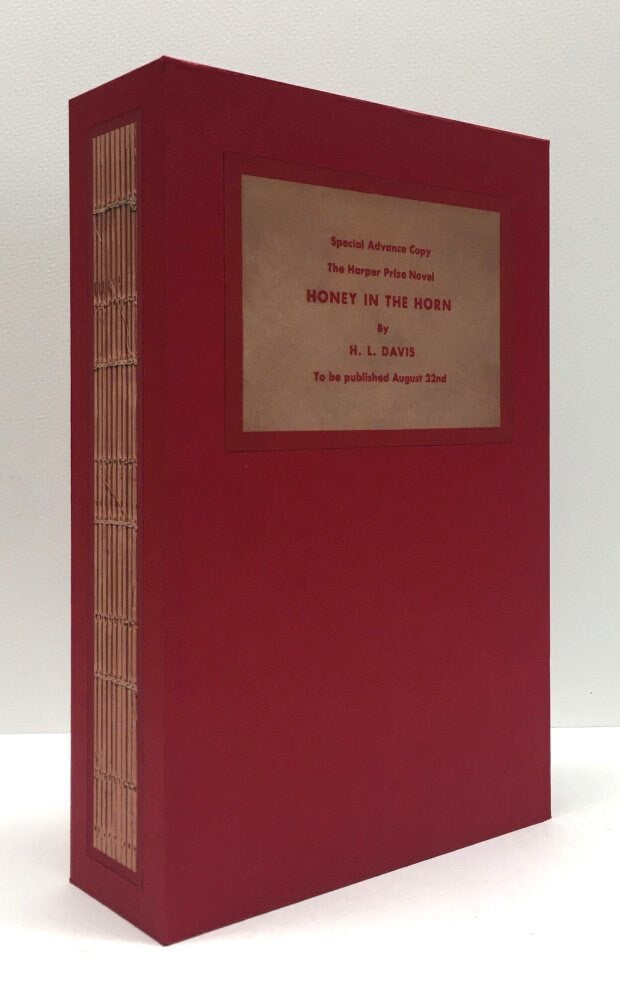 Special Advance Copy
The Harper Prize Novel
HONEY IN THE HORN
By
H. L. DAVIS
To be published August 22nd